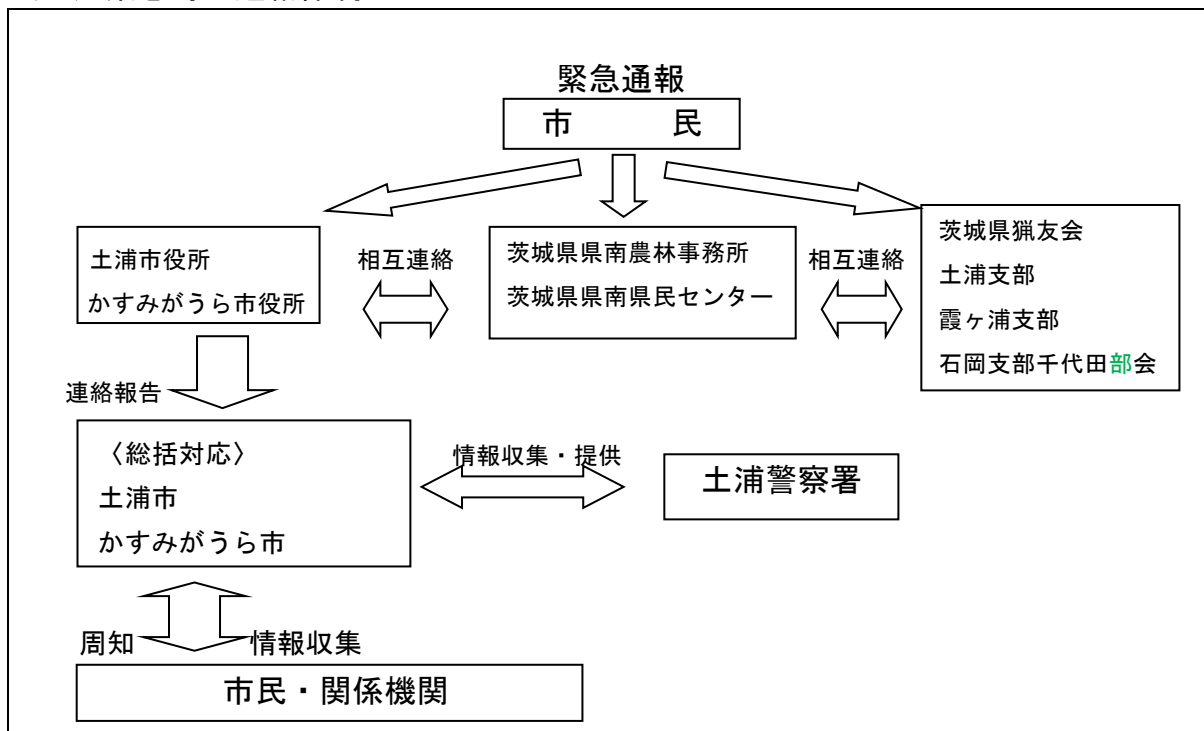 緊急通報
市　　　民
土浦市役所
かすみがうら市役所
相互連絡
茨城県県南農林事務所
茨城県県南県民センター
相互連絡
茨城県猟友会
土浦支部
霞ヶ浦支部
石岡支部千代田部会
連絡報告
〈総括対応〉
土浦市
かすみがうら市
情報収集・提供
土浦警察署
周知
情報収集
市民・関係機関